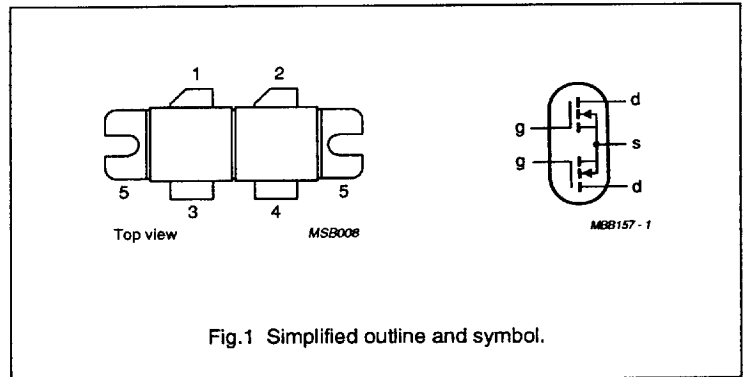 1 2
5 5
3 4
Top view MSB008
d
g
s
g
d
MBB157 - 1
Fig.1 Simplified outline and symbol.